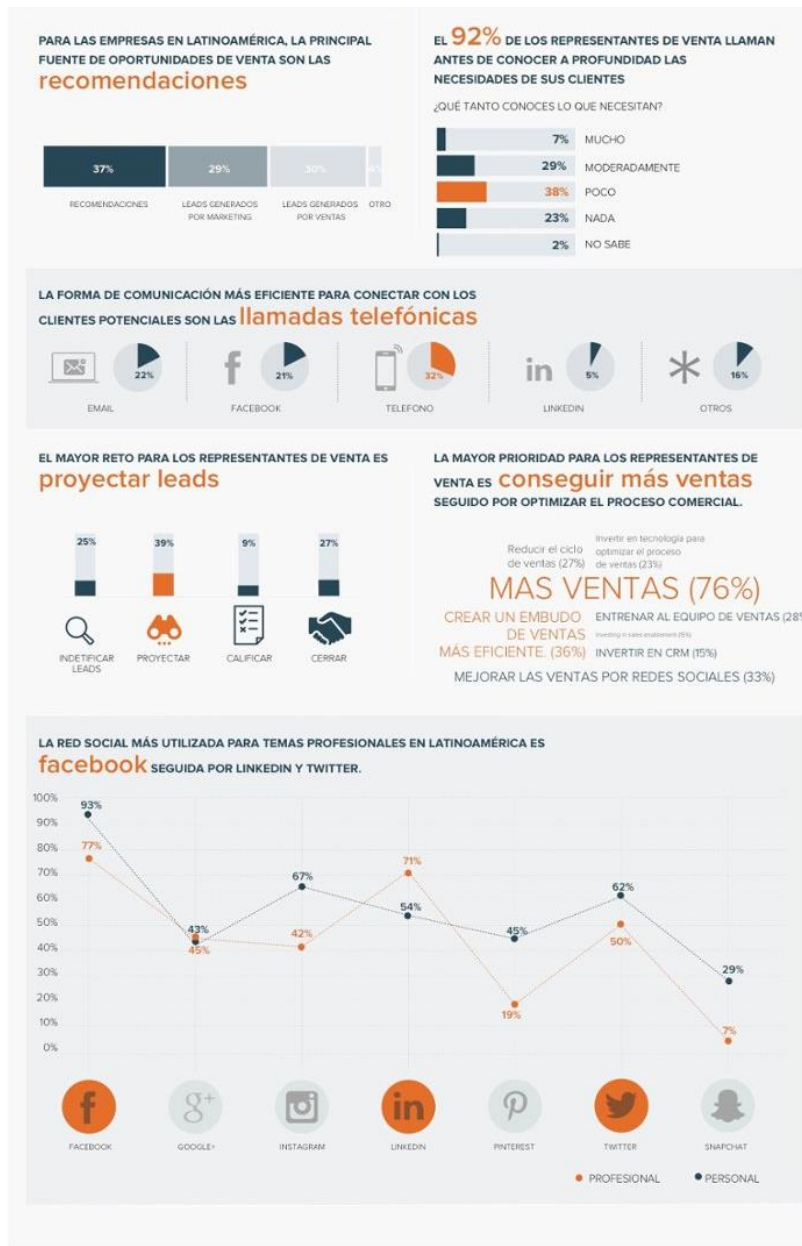 PARA LAS EMPRESAS EN LATINOAMÉRICA, LA PRINCIPAL
FUENTE DE OPORTUNIDADES DE VENTA SON LAS
recomendaciones
37%
29%
30%
RECOMENDACIONES
LEADS GENERADOS
POR MARKETING
LEADS GENERADOS
POR VENTAS
OTRO
EL 92% DE LOS REPRESENTANTES DE VENTA LLAMAN
ANTES DE CONOCER A PROFUNDIDAD LAS
NECESIDADES DE SUS CLIENTES
¿QUÉ TANTO CONOCES LO QUE NECESITAN?
7% MUCHO
29% MODERADAMENTE
38% POCO
23% NADA
2% NO SABE
LA FORMA DE COMUNICACIÓN MÁS EFICIENTE PARA CONECTAR CON LOS
CLIENTES POTENCIALES SON LAS llamadas telefónicas
22%
21%
32%
5%
16%
EMAIL
FACEBOOK
TELEFONO
LINKEDIN
OTROS
EL MAYOR RETO PARA LOS REPRESENTANTES DE VENTA ES
proyectar leads
25%
39%
9%
27%
INDETIFICAR
LEADS
PROYECTAR
CALIFICAR
CERRAR
LA MAYOR PRIORIDAD PARA LOS REPRESENTANTES DE
VENTA ES conseguir más ventas
SEGUIDO POR OPTIMIZAR EL PROCESO COMERCIAL.
Reducir el ciclo
de ventas (27%)
Invertir en tecnología para
optimizar el proceso
de ventas (23%)
MAS VENTAS (76%)
CREAR UN EMBUDO
DE VENTAS
MÁS EFICIENTE. (36%)
ENTRENAR AL EQUIPO DE VENTAS (28%
Investing in sales enablement (15%)
INVERTIR EN CRM (15%)
MEJORAR LAS VENTAS POR REDES SOCIALES (33%)
LA RED SOCIAL MÁS UTILIZADA PARA TEMAS PROFESIONALES EN LATINOAMÉRICA ES
facebook SEGUIDA POR LINKEDIN Y TWITTER.
100%
90%
80%
70%
60%
50%
40%
30%
20%
10%
0%
93%
77%
43%
45%
67%
42%
71%
54%
45%
19%
62%
50%
29%
7%
FACEBOOK
GOOGLE+
INSTAGRAM
LINKEDIN
PINTEREST
TWITTER
SNAPCHAT
PROFESIONAL
PERSONAL